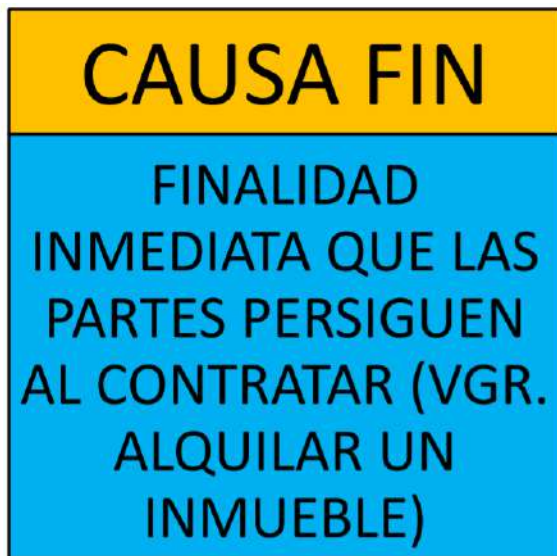 CAUSA FIN
FINALIDAD
INMEDIATA QUE LAS
PARTES PERSIGUEN
AL CONTRATAR (VGR.
ALQUILAR UN
INMUEBLE)